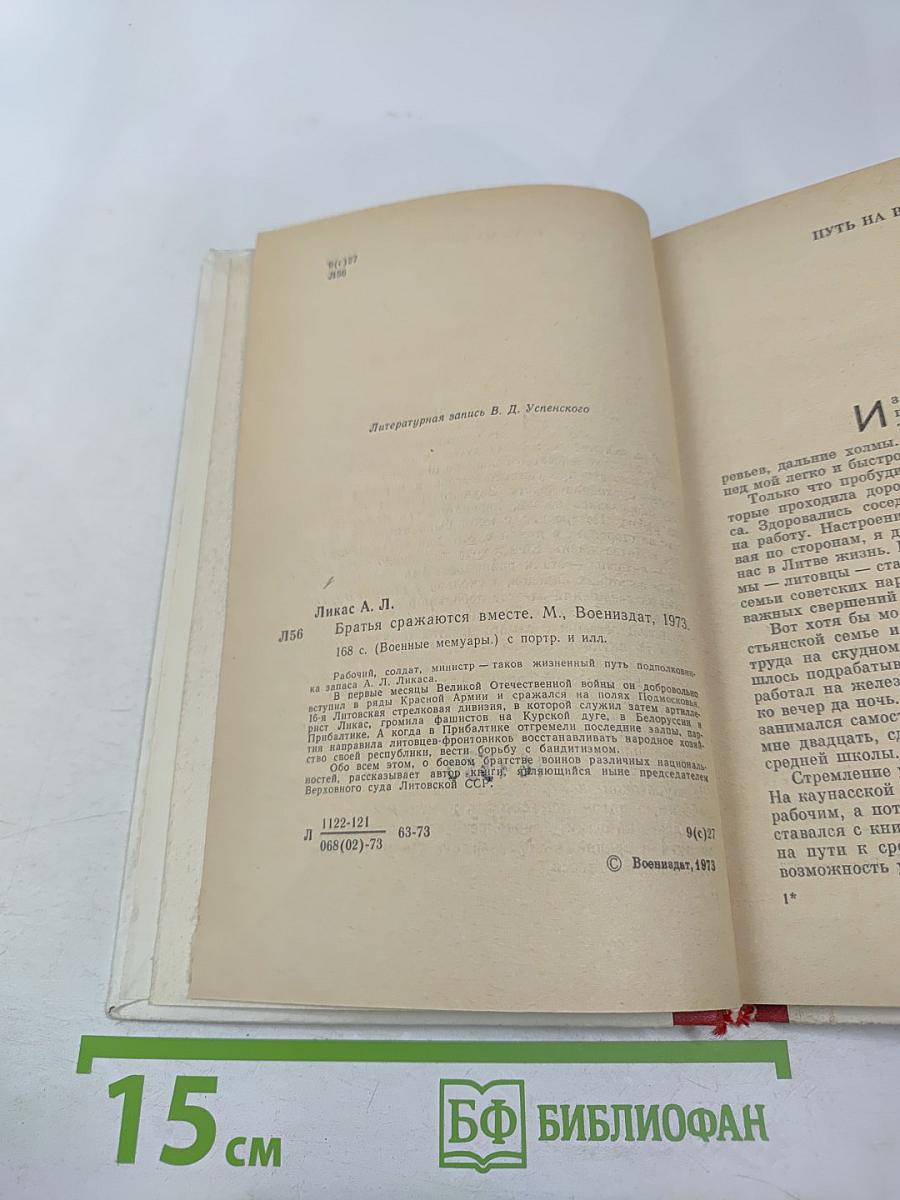 9(с)27
Л56
Литературная запись В. Д. Успенского
Ликас А. Л.
Л56 Братья сражаются вместе. М., Воениздат, 1973.
168 с. (Военные мемуары.) с портр. и илл.
Рабочий, солдат, министр — таков жизненный путь подполковни-
ка запаса А. Л. Ликаса.
В первые месяцы Великой Отечественной войны он добровольно
вступил в ряды Красной Армии и сражался на полях Подмосковья.
16-я Литовская стрелковая дивизия, в которой служил затем артилле-
рист Ликас, громила фашистов на Курской дуге, в Белоруссии и
Прибалтике. А когда в Прибалтике отгремели последние залпы, пар-
тия направила литовцев-фронтовиков восстанавливать народное хозяй-
ство своей республики, вести борьбу с бандитизмом.
Обо всем этом, о боевом братстве воинов различных националь-
ностей, рассказывает автор книги, являющийся ныне председателем
Верховного суда Литовской ССР.
Л 1122-121 63-73 9(с)27
068(02)-73
© Воениздат, 1973
ПУТЬ НА В
И з
ревьев, дальние холмы.
пед мой легко и быстро
Только что пробуди
торые проходила доро
са. Здоровались сосед
на работу. Настроени
вая по сторонам, я д
нас в Литве жизнь.
мы — литовцы — ста
семьи советских нар
важных свершений
Вот хотя бы мо
стьянской семье и
труда на скудном
шлось подрабатыв
работал на желез
ко вечер да ночь.
занимался самост
мне двадцать, сд
средней школы.
Стремление у
На каунасской
рабочим, а пот
ставался с кни
на пути к сре
возможность у
1*
15 см
БФ БИБЛИОФАН